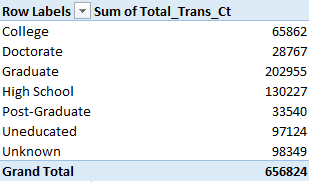 Row Labels Sum of Total_Trans_Ct
College 65862
Doctorate 28767
Graduate 202955
High School 130227
Post-Graduate 33540
Uneducated 97124
Unknown 98349
Grand Total 656824